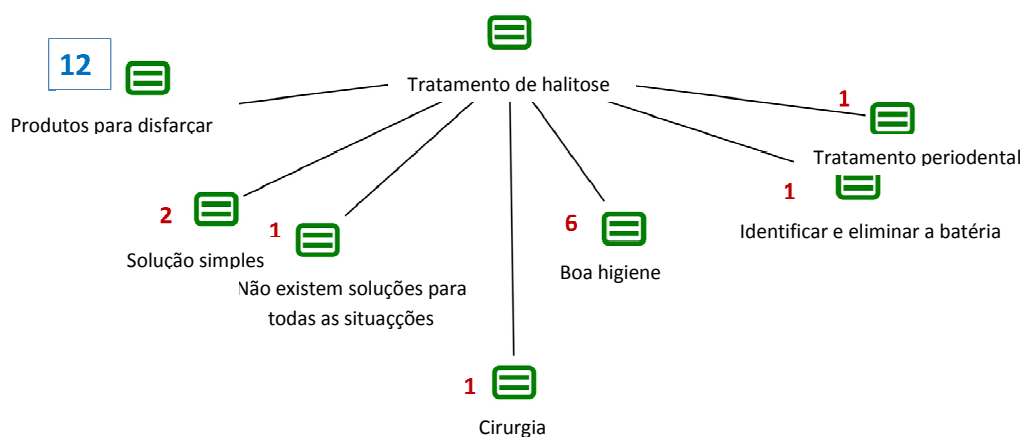 Tratamento de halitose
12
Produtos para disfarçar
2
Solução simples
1
Não existem soluções para
todas as situaçções
1
Cirurgia
6
Boa higiene
1
Identificar e eliminar a batéria
1
Tratamento periodental